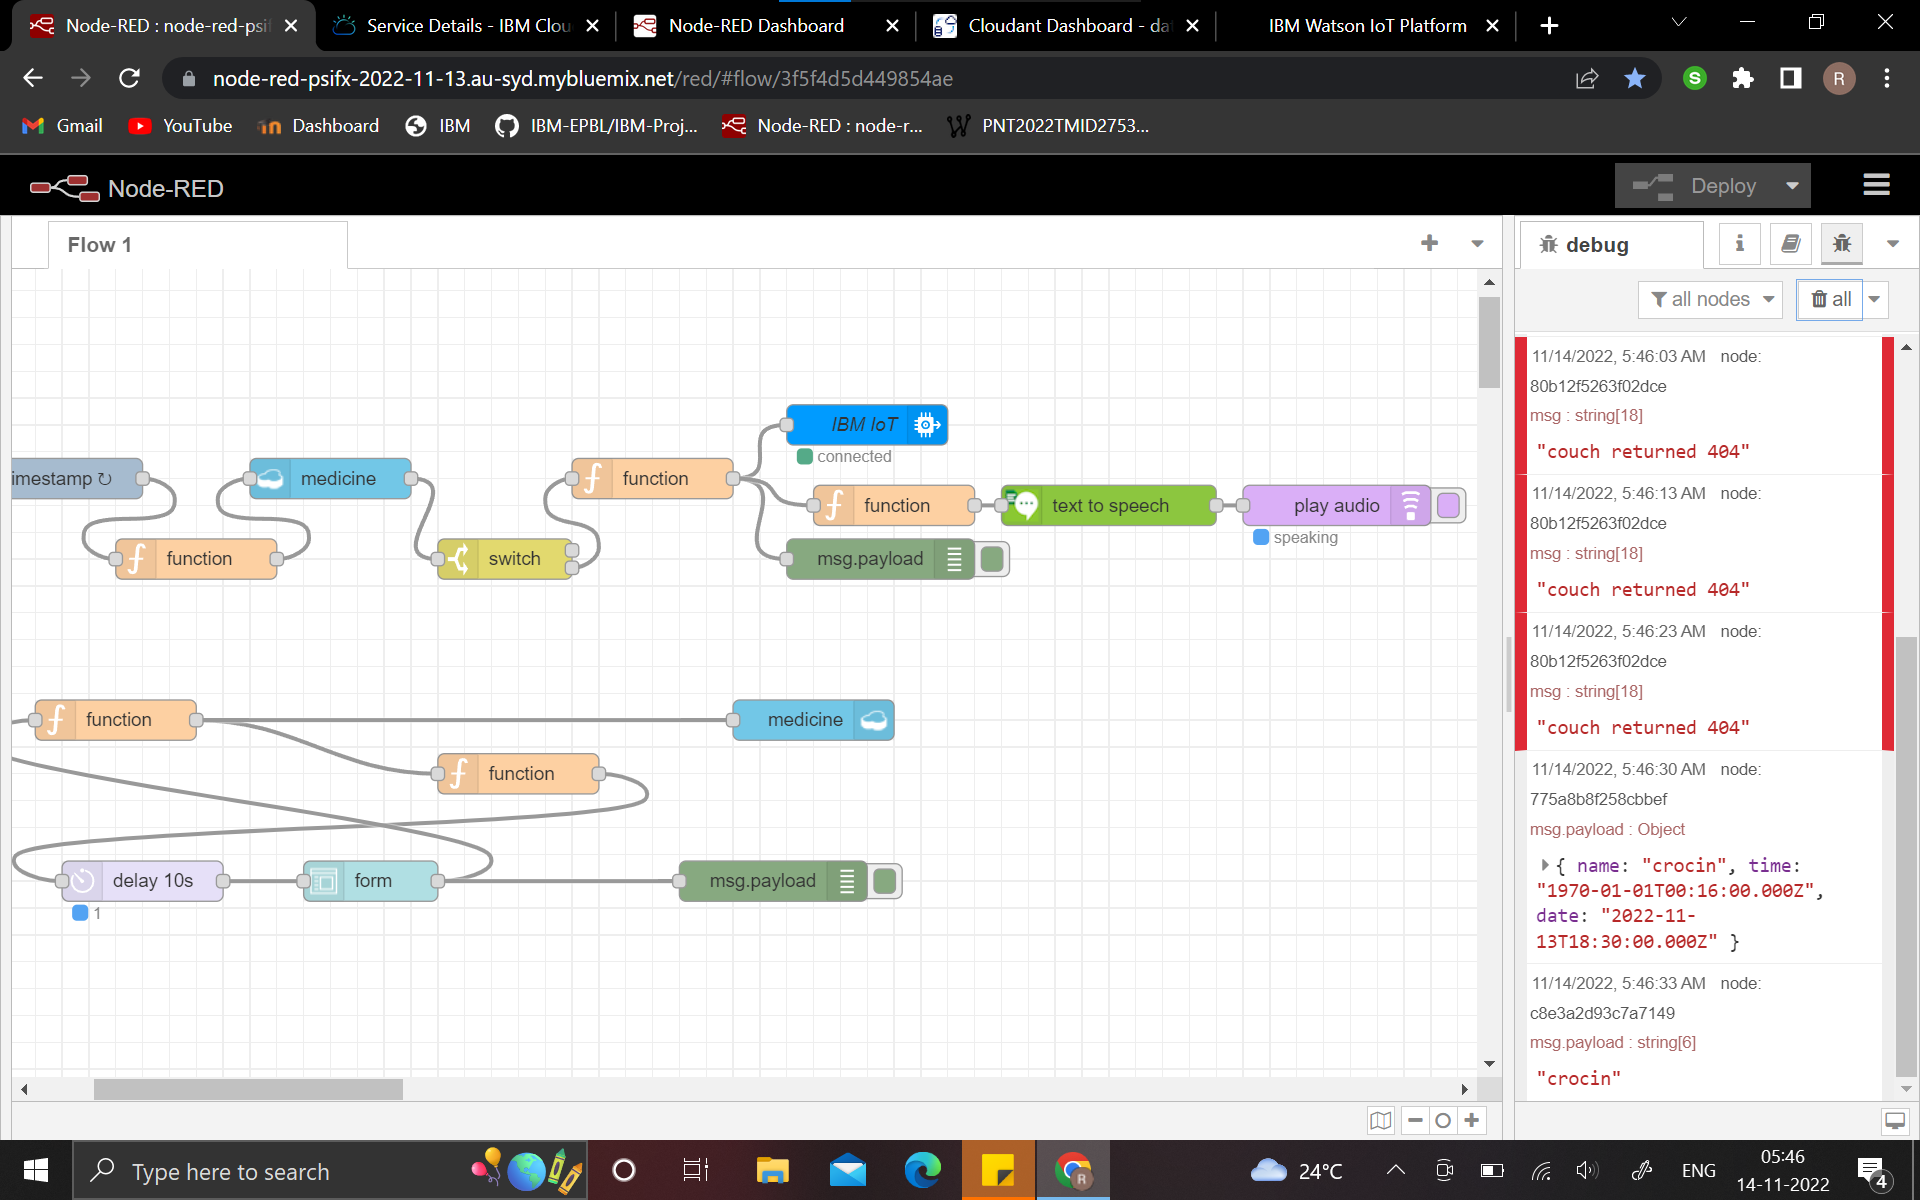 Node-RED : node-red-psif
Service Details - IBM Clou
Node-RED Dashboard
Cloudant Dashboard - da
IBM Watson IoT Platform
node-red-psifx-2022-11-13.au-syd.mybluemix.net/red/#flow/3f5f4d5d449854ae
S
R
Gmail
YouTube
Dashboard
IBM
IBM-EPBL/IBM-Proj...
Node-RED : node-r...
PNT2022TMID2753...
Node-RED
Deploy
Flow 1
debug
all nodes
all
IBM IoT
connected
imestamp ↻
medicine
function
function
text to speech
play audio
speaking
function
switch
msg.payload
function
medicine
function
delay 10s
1
form
msg.payload
11/14/2022, 5:46:03 AM node:
80b12f5263f02dce
msg : string[18]
"couch returned 404"
11/14/2022, 5:46:13 AM node:
80b12f5263f02dce
msg : string[18]
"couch returned 404"
11/14/2022, 5:46:23 AM node:
80b12f5263f02dce
msg : string[18]
"couch returned 404"
11/14/2022, 5:46:30 AM node:
775a8b8f258cbbef
msg.payload : Object
{ name: "crocin", time:
"1970-01-01T00:16:00.000Z",
date: "2022-11-
13T18:30:00.000Z" }
11/14/2022, 5:46:33 AM node:
c8e3a2d93c7a7149
msg.payload : string[6]
"crocin"
Type here to search
R
24°C
ENG
05:46
14-11-2022
4